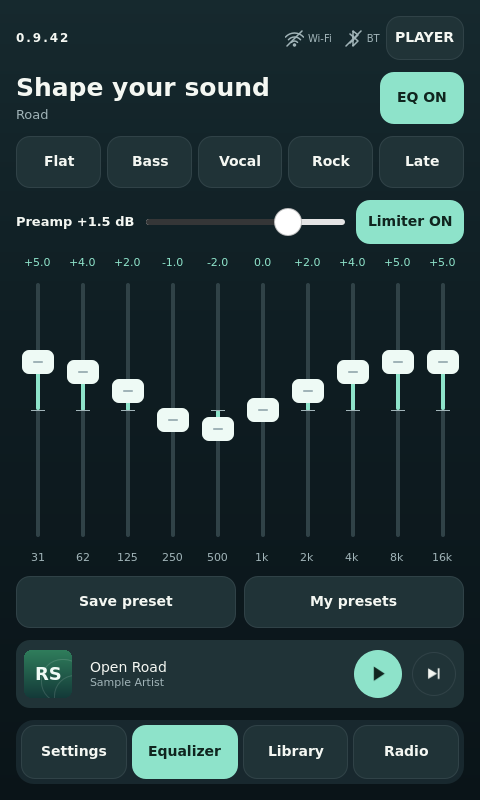 0.9.42 Wi-Fi BT PLAYER
Shape your sound
Road
EQ ON
Flat Bass Vocal Rock Late
Preamp +1.5 dB Limiter ON
+5.0 +4.0 +2.0 -1.0 -2.0 0.0 +2.0 +4.0 +5.0 +5.0
31 62 125 250 500 1k 2k 4k 8k 16k
Save preset My presets
RS
Open Road
Sample Artist
Settings Equalizer Library Radio